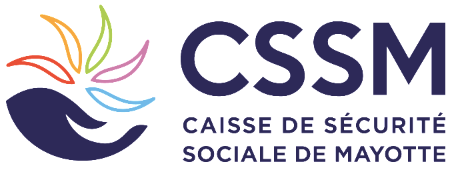 CSSM
CAISSE DE SÉCURITÉ
SOCIALE DE MAYOTTE